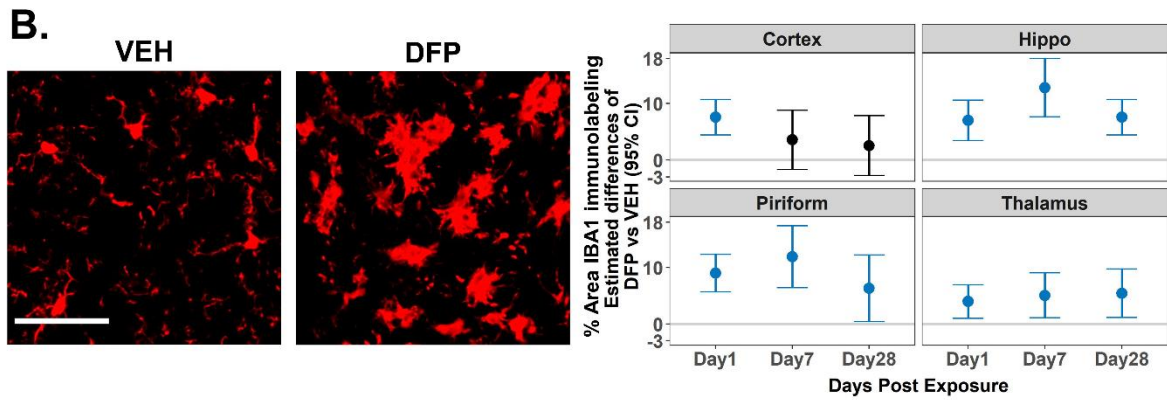 B.
VEH
DFP
% Area IBA1 immunolabeling
Estimated differences of
DFP vs VEH (95% CI)
Cortex
Hippo
18
10
0
-3
Piriform
Thalamus
18
10
0
-3
Day1 Day7 Day28
Day1 Day7 Day28
Days Post Exposure